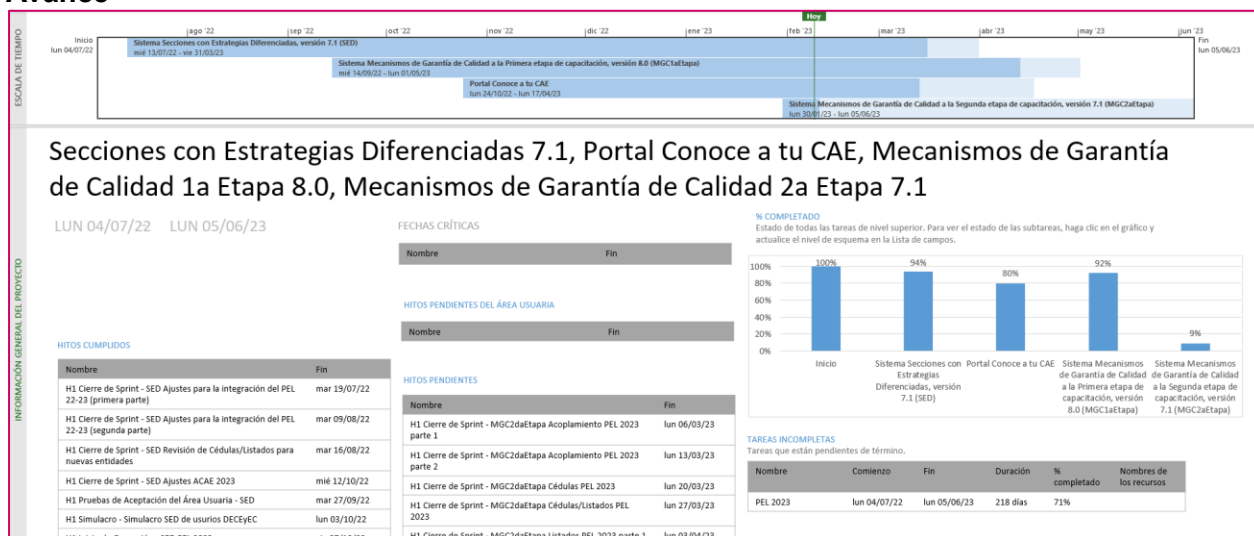 Avance
Hoy
ESCALA DE TIEMPO
Inicio
lun 04/07/22
ago '22
sep '22
oct '22
nov '22
dic '22
ene '23
feb '23
mar '23
abr '23
may '23
jun '23
Fin
lun 05/06/23
Sistema Secciones con Estrategias Diferenciadas, versión 7.1 (SED)
mié 13/07/22 - vie 31/03/23
Sistema Mecanismos de Garantía de Calidad a la Primera etapa de capacitación, versión 8.0 (MGC1aEtapa)
mié 14/09/22 - lun 01/05/23
Portal Conoce a tu CAE
lun 24/10/22 - lun 17/04/23
Sistema Mecanismos de Garantía de Calidad a la Segunda etapa de capacitación, versión 7.1 (MGC2aEtapa)
lun 30/01/23 - lun 05/06/23
INFORMACIÓN GENERAL DEL PROYECTO
Secciones con Estrategias Diferenciadas 7.1, Portal Conoce a tu CAE, Mecanismos de Garantía
de Calidad 1a Etapa 8.0, Mecanismos de Garantía de Calidad 2a Etapa 7.1
LUN 04/07/22 LUN 05/06/23
HITOS CUMPLIDOS
Nombre Fin
H1 Cierre de Sprint - SED Ajustes para la integración del PEL mar 19/07/22
22-23 (primera parte)
H1 Cierre de Sprint - SED Ajustes para la integración del PEL mar 09/08/22
22-23 (segunda parte)
H1 Cierre de Sprint - SED Revisión de Cédulas/Listados para mar 16/08/22
nuevas entidades
H1 Cierre de Sprint - SED Ajustes ACAE 2023 mié 12/10/22
H1 Pruebas de Aceptación del Área Usuaria - SED mar 27/09/22
H1 Simulacro - Simulacro SED de usurios DECEyEC lun 03/10/22
FECHAS CRÍTICAS
Nombre Fin
HITOS PENDIENTES DEL ÁREA USUARIA
Nombre Fin
HITOS PENDIENTES
Nombre Fin
H1 Cierre de Sprint - MGC2daEtapa Acoplamiento PEL 2023 lun 06/03/23
parte 1
H1 Cierre de Sprint - MGC2daEtapa Acoplamiento PEL 2023 lun 13/03/23
parte 2
H1 Cierre de Sprint - MGC2daEtapa Cédulas PEL 2023 lun 20/03/23
H1 Cierre de Sprint - MGC2daEtapa Cédulas/Listados PEL lun 27/03/23
2023
H1 Cierre de Sprint - MGC2daEtapa Listados PEL 2023 parte 1 lun 03/04/23
% COMPLETADO
Estado de todas las tareas de nivel superior. Para ver el estado de las subtareas, haga clic en el gráfico y
actualice el nivel de esquema en la Lista de campos.
100%
80%
60%
40%
20%
0%
100%
94%
80%
92%
9%
Inicio
Sistema Secciones con
Estrategias
Diferenciadas, versión
7.1 (SED)
Portal Conoce a tu CAE
Sistema Mecanismos
de Garantía de Calidad
a la Primera etapa de
capacitación, versión
8.0 (MGC1aEtapa)
Sistema Mecanismos
de Garantía de Calidad
a la Segunda etapa de
capacitación, versión
7.1 (MGC2aEtapa)
TAREAS INCOMPLETAS
Tareas que están pendientes de término.
Nombre Comienzo Fin Duración % completado Nombres de los recursos
PEL 2023 lun 04/07/22 lun 05/06/23 218 días 71%